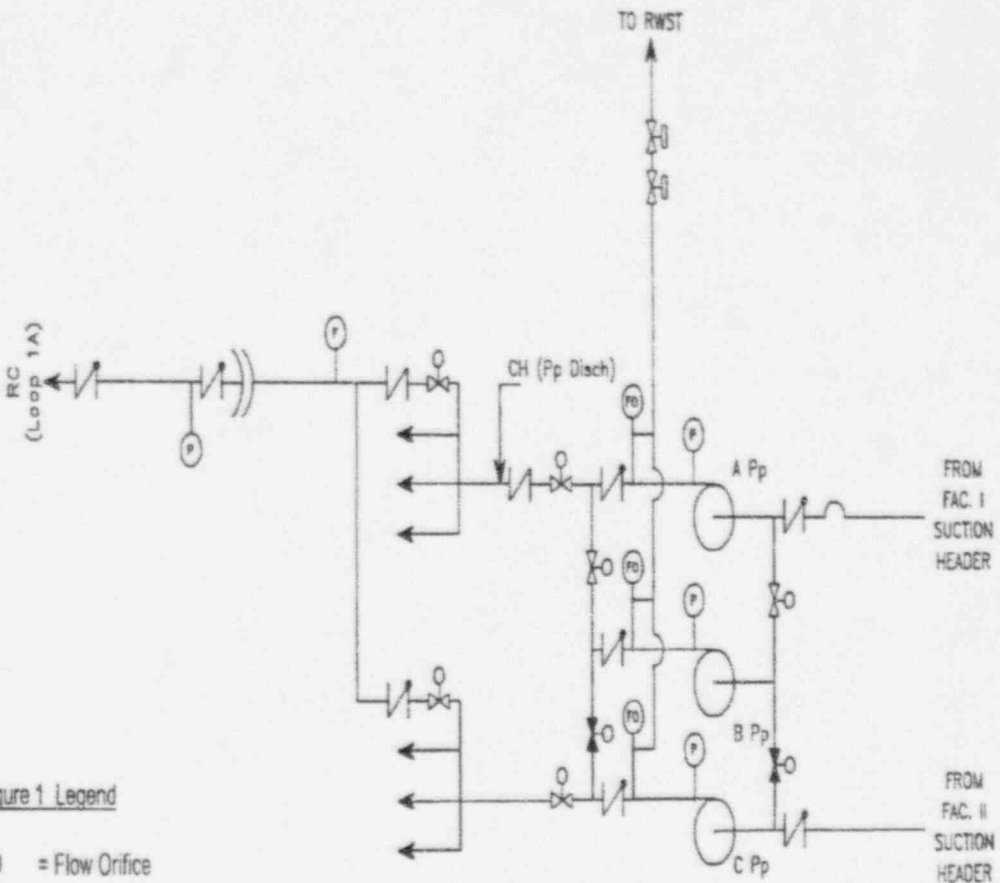 TO RWST
RC
(Loop 1A)
F
P
CH (Pp Disch)
FO
P
A Pp
FROM
FAC. I
SUCTION
HEADER
FO
P
B Pp
FO
P
C Pp
FROM
FAC. II
SUCTION
HEADER
gure 1 Legend
= Flow Orifice